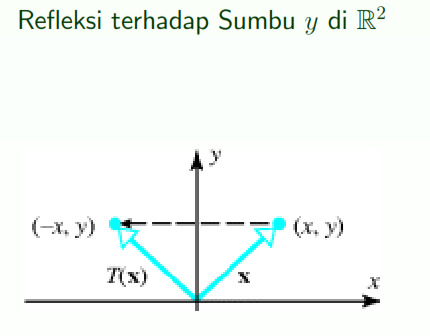 Refleksi terhadap Sumbu y di ℝ²
y
(−x, y)
(x, y)
T(x)
x
x